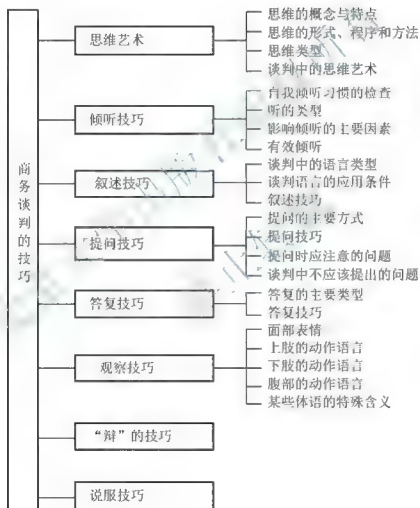 商务谈判的技巧
思维艺术
思维的概念与特点
思维的形式、程序和方法
思维类型
谈判中的思维艺术
倾听技巧
自我倾听习惯的检查
听的类型
影响倾听的主要因素
有效倾听
叙述技巧
谈判中的语言类型
谈判语言的应用条件
叙述技巧
提问技巧
提问的主要方式
提问技巧
提问时应注意的问题
谈判中不应该提出的问题
答复技巧
答复的主要类型
答复技巧
观察技巧
面部表情
上肢的动作语言
下肢的动作语言
腹部的动作语言
某些体语的特殊含义
“辩”的技巧
说服技巧